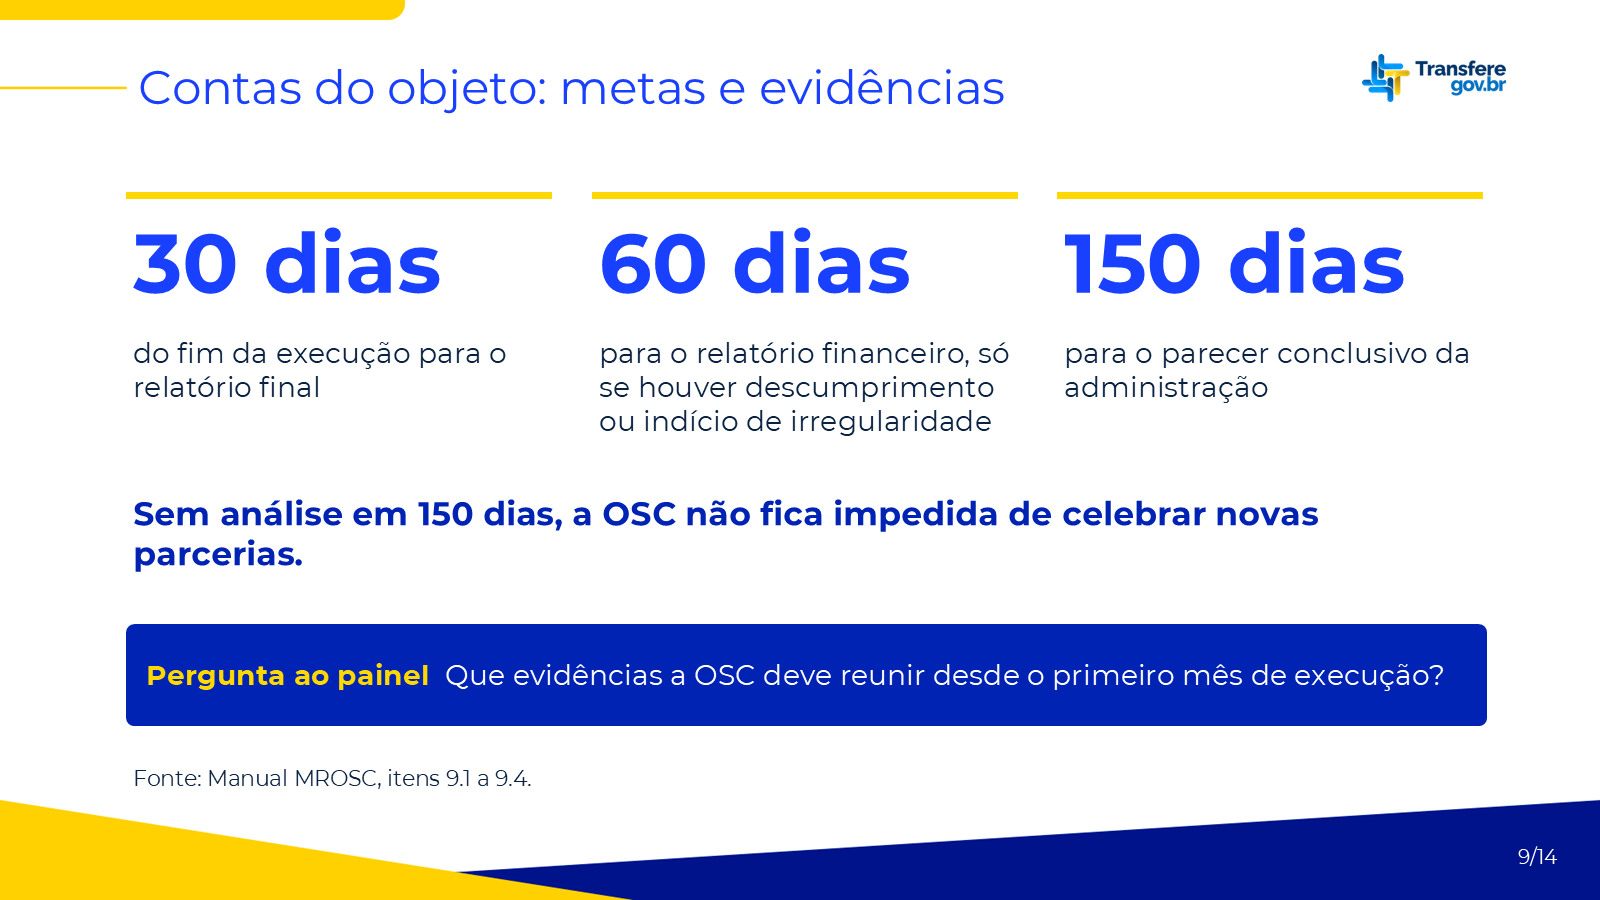 Contas do objeto: metas e evidências
Transfere
gov.br
30 dias
do fim da execução para o
relatório final
60 dias
para o relatório financeiro, só
se houver descumprimento
ou indício de irregularidade
150 dias
para o parecer conclusivo da
administração
Sem análise em 150 dias, a OSC não fica impedida de celebrar novas
parcerias.
Pergunta ao painel Que evidências a OSC deve reunir desde o primeiro mês de execução?
Fonte: Manual MROSC, itens 9.1 a 9.4.
9/14